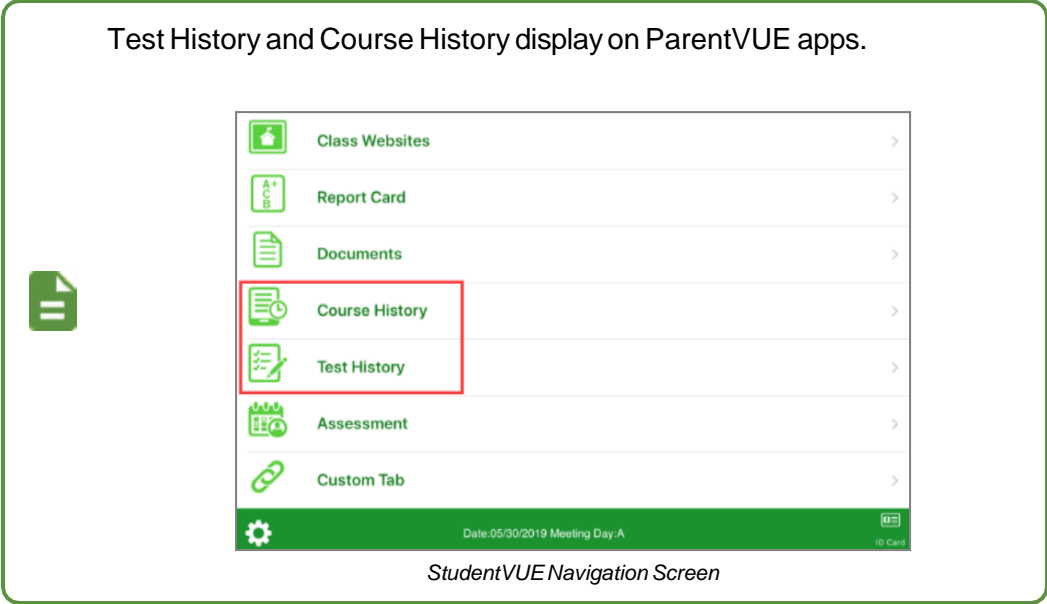 Test History and Course History display on ParentVUE apps.
Class Websites
A+
C
B
Report Card
Documents
Course History
Test History
Assessment
Custom Tab
Date:05/30/2019 Meeting Day:A
ID Card
StudentVUE Navigation Screen